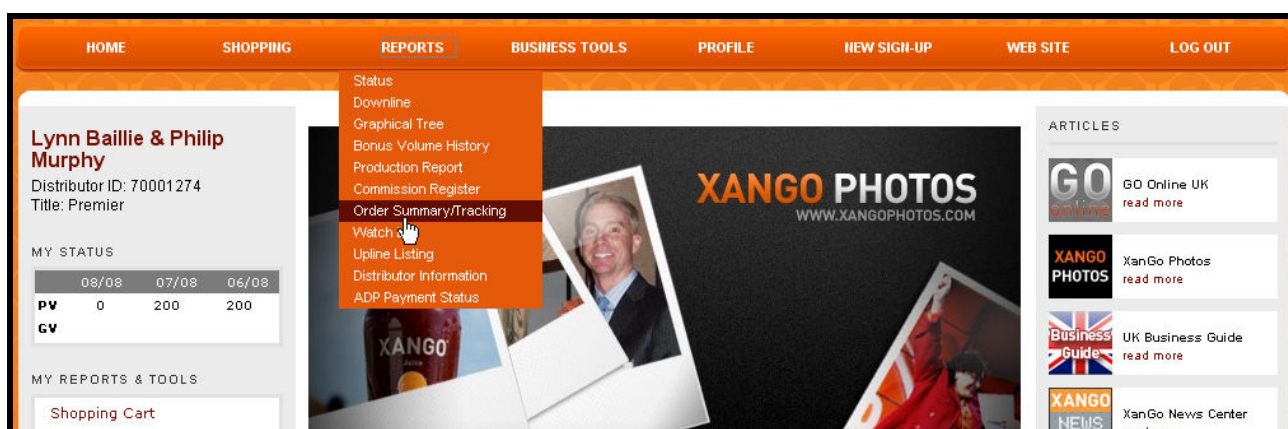 HOME SHOPPING REPORTS BUSINESS TOOLS PROFILE NEW SIGN-UP WEB SITE LOG OUT
Status
Downline
Graphical Tree
Bonus Volume History
Production Report
Commission Register
Order Summary/Tracking
Watch
Upline Listing
Distributor Information
ADP Payment Status
Lynn Baillie & Philip
Murphy
Distributor ID: 70001274
Title: Premier
MY STATUS
08/08 07/08 06/08
PV 0 200 200
GV
MY REPORTS & TOOLS
Shopping Cart
XANGO PHOTOS
WWW.XANGOPHOTOS.COM
XANGO
Juice
ARTICLES
GO
online
GO Online UK
read more
XANGO
PHOTOS
XanGo Photos
read more
Business
Guide
UK Business Guide
read more
XANGO
NEWS
XanGo News Center